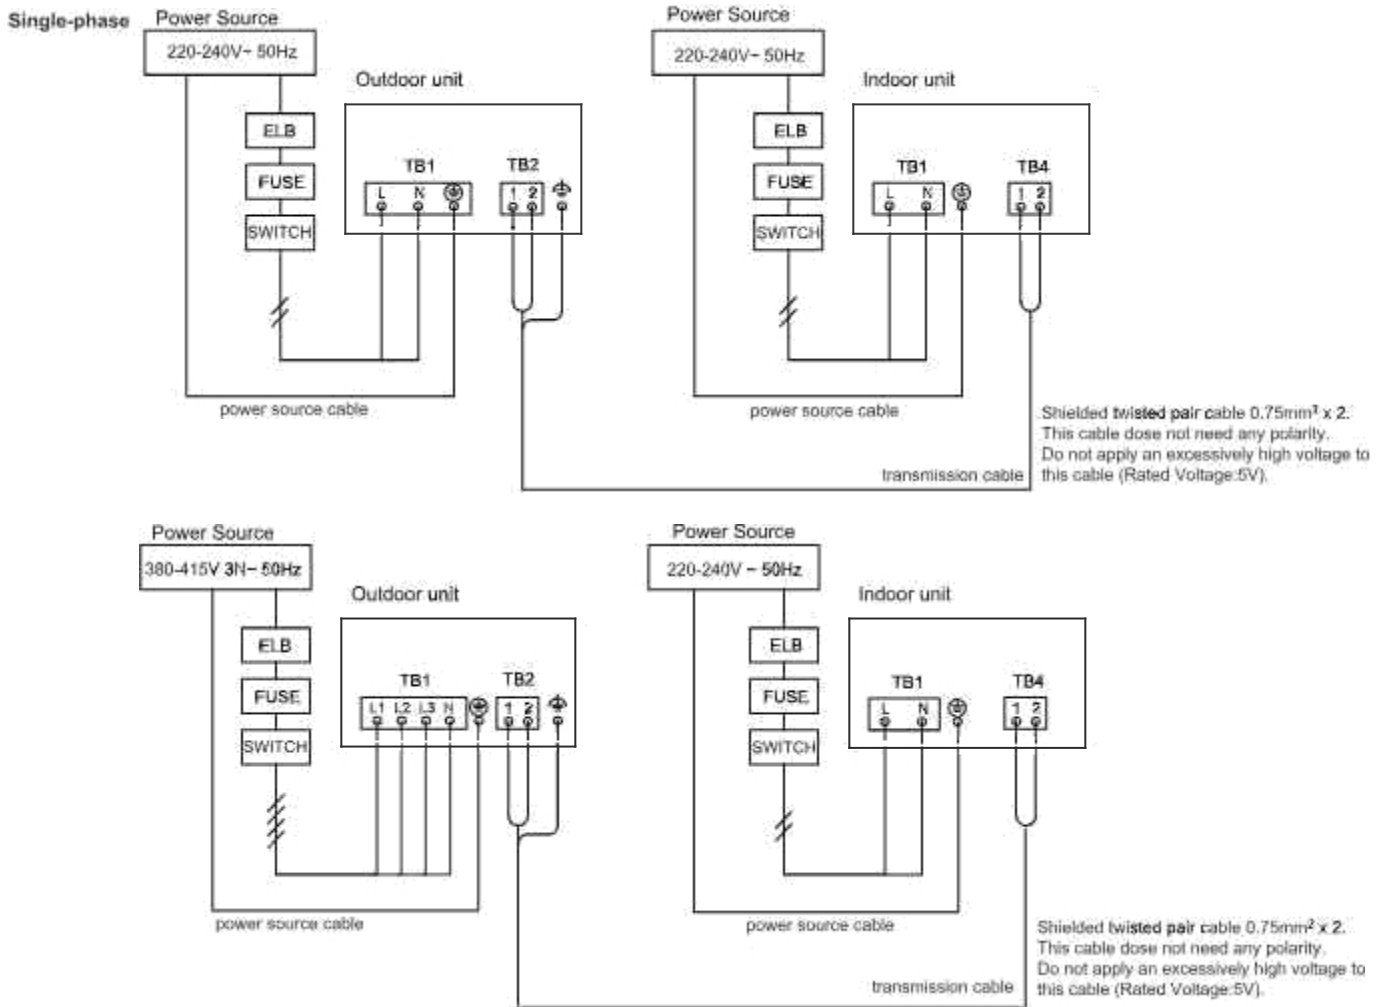 Single-phase
Power Source
220-240V~ 50Hz
Outdoor unit
ELB
FUSE
SWITCH
TB1
L N
TB2
1 2
power source cable
Power Source
220-240V~ 50Hz
Indoor unit
ELB
FUSE
SWITCH
TB1
L N
TB4
1 2
power source cable
transmission cable
Shielded twisted pair cable 0.75mm² x 2.
This cable dose not need any polarity.
Do not apply an excessively high voltage to
this cable (Rated Voltage:5V).
Power Source
380-415V 3N~ 50Hz
Outdoor unit
ELB
FUSE
SWITCH
TB1
L1 L2 L3 N
TB2
1 2
power source cable
Power Source
220-240V ~ 50Hz
Indoor unit
ELB
FUSE
SWITCH
TB1
L N
TB4
1 2
power source cable
transmission cable
Shielded twisted pair cable 0.75mm² x 2.
This cable dose not need any polarity.
Do not apply an excessively high voltage to
this cable (Rated Voltage:5V).